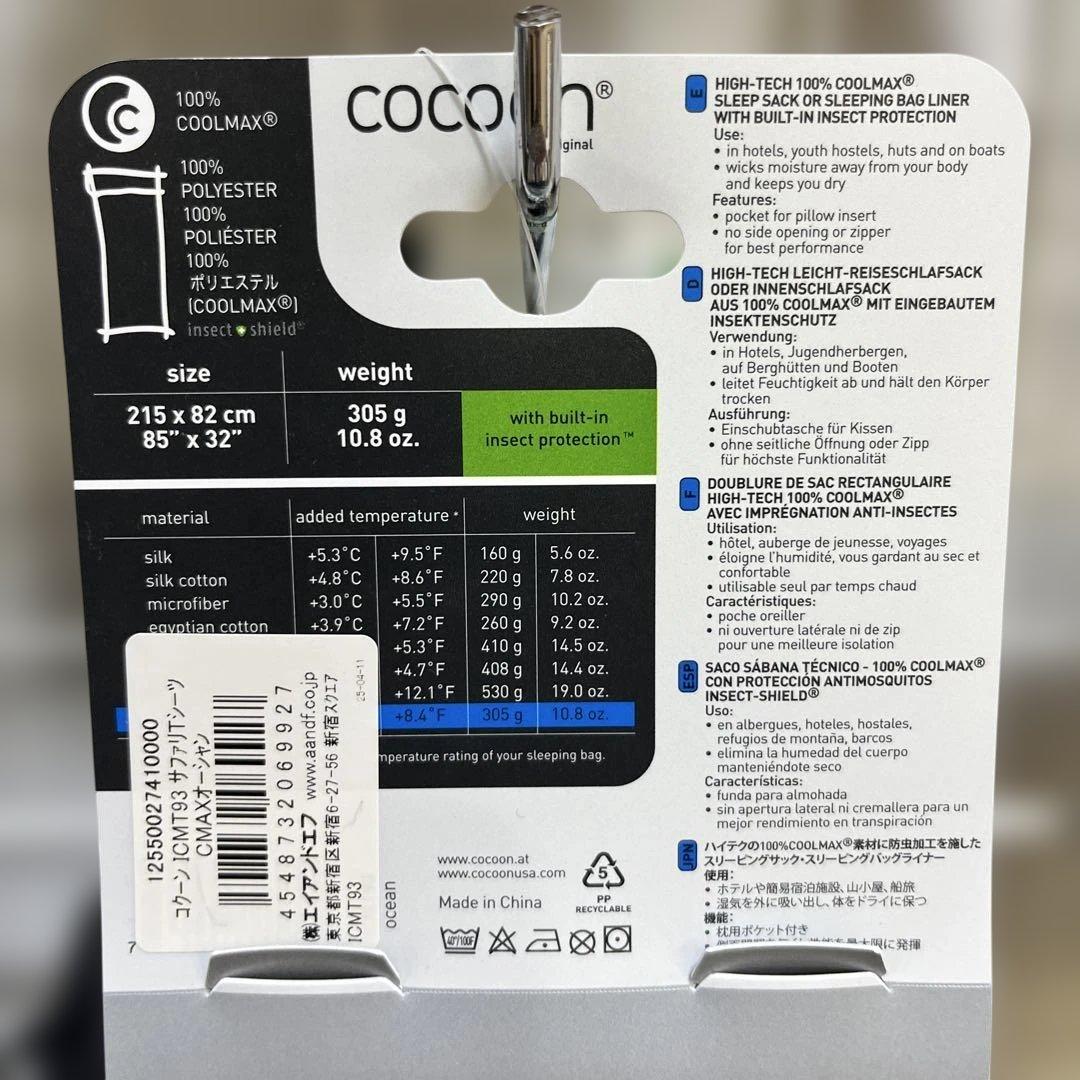 100%
COOLMAX®
100%
POLYESTER
100%
POLIÉSTER
100%
ポリエステル
(COOLMAX®)
insect shield®
cocoon®
size weight
215 x 82 cm 305 g
85” x 32” 10.8 oz.
with built-in
insect protection™
material added temperature* weight
silk +5.3°C +9.5°F 160 g 5.6 oz.
silk cotton +4.8°C +8.6°F 220 g 7.8 oz.
microfiber +3.0°C +5.5°F 290 g 10.2 oz.
egyptian cotton +3.9°C +7.2°F 260 g 9.2 oz.
+5.3°F 410 g 14.5 oz.
+4.7°F 408 g 14.4 oz.
+12.1°F 530 g 19.0 oz.
+8.4°F 305 g 10.8 oz.
rating of your sleeping bag.
12550027410000
コクーン ICMT93 サファリTシーツ
CMAXオーシャン
4548732069927
㈱エイアンドエフ www.aandf.co.jp
東京都新宿区新宿6-27-56 新宿スクエア
ICMT93
25-04-11
ocean
7
www.cocoon.at
www.cocoonusa.com
Made in China
5
PP
RECYCLABLE
40°/100F
E
HIGH-TECH 100% COOLMAX®
SLEEP SACK OR SLEEPING BAG LINER
WITH BUILT-IN INSECT PROTECTION
Use:
• in hotels, youth hostels, huts and on boats
• wicks moisture away from your body
and keeps you dry
Features:
• pocket for pillow insert
• no side opening or zipper
for best performance
D
HIGH-TECH LEICHT-REISESCHLAFSACK
ODER INNENSCHLAFSACK
AUS 100% COOLMAX® MIT EINGEBAUTEM
INSEKTENSCHUTZ
Verwendung:
• in Hotels, Jugendherbergen,
auf Berghütten und Booten
• leitet Feuchtigkeit ab und hält den Körper
trocken
Ausführung:
• Einschubtasche für Kissen
• ohne seitliche Öffnung oder Zipp
für höchste Funktionalität
F
DOUBLURE DE SAC RECTANGULAIRE
HIGH-TECH 100% COOLMAX®
AVEC IMPRÉGNATION ANTI-INSECTES
Utilisation:
• hôtel, auberge de jeunesse, voyages
• éloigne l'humidité, vous gardant au sec et
confortable
• utilisable seul par temps chaud
Caractéristiques:
• poche oreiller
• ni ouverture latérale ni de zip
pour une meilleure isolation
ESP
SACO SÁBANA TÉCNICO - 100% COOLMAX®
CON PROTECCIÓN ANTIMOSQUITOS
INSECT-SHIELD®
Uso:
• en albergues, hoteles, hostales,
refugios de montaña, barcos
• elimina la humedad del cuerpo
manteniéndote seco
Características:
• funda para almohada
• sin apertura lateral ni cremallera para un
mejor rendimiento en transpiración
JPN
ハイテクの100%COOLMAX®素材に防虫加工を施した
スリーピングサック・スリーピングバッグライナー
使用:
• ホテルや簡易宿泊施設、山小屋、船旅
• 湿気を外に吸い出し、体をドライに保つ
機能:
• 枕用ポケット付き
最大限に発揮